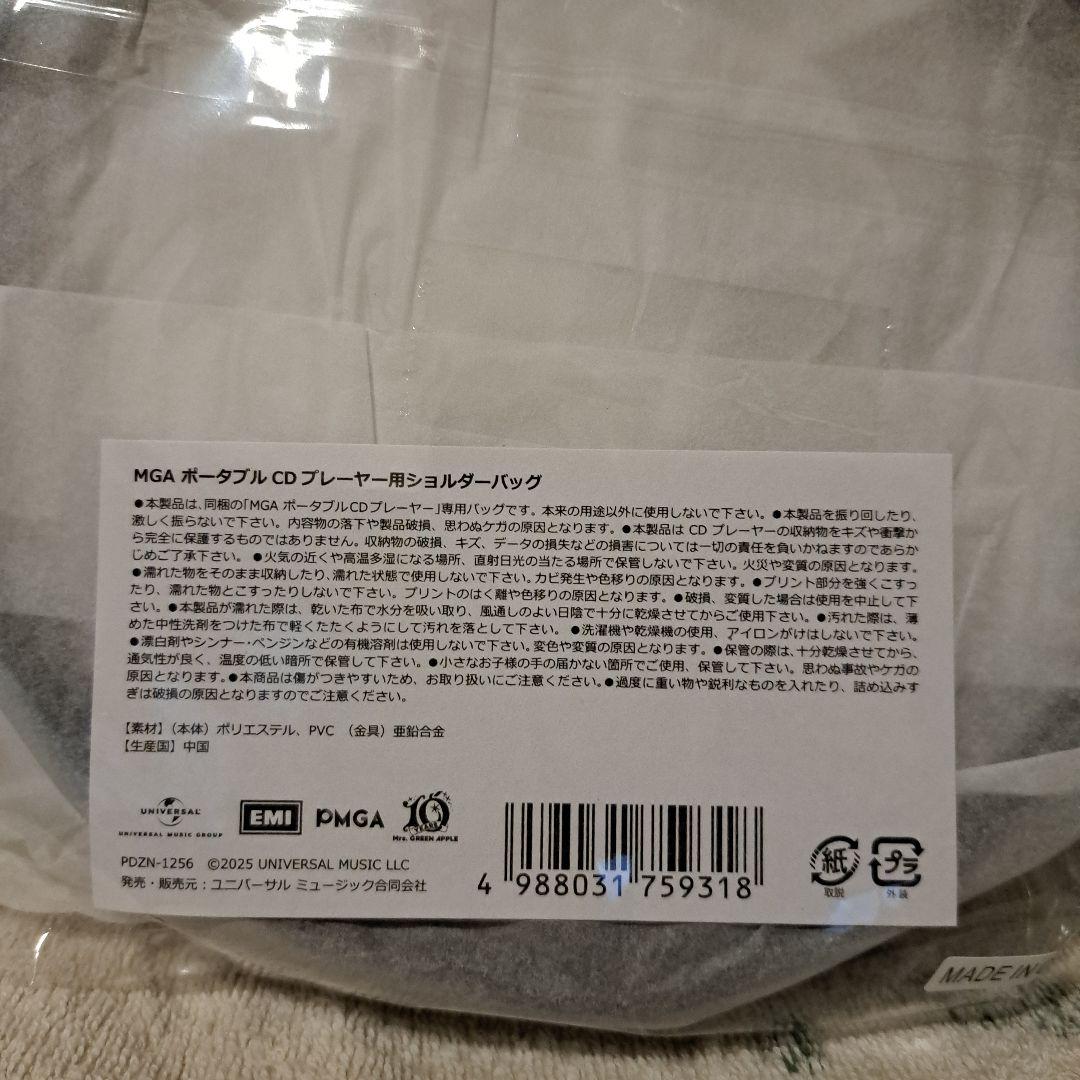 MGA ポータブル CD プレーヤー用ショルダーバッグ
●本製品は、同梱の「MGA ポータブルCDプレーヤー」専用バッグです。本来の用途以外に使用しないで下さい。●本製品を振り回したり、
激しく振らないで下さい。内容物の落下や製品破損、思わぬケガの原因となります。●本製品は CD プレーヤーの収納物をキズや衝撃か
ら完全に保護するものではありません。収納物の破損、キズ、データの損失などの損害については一切の責任を負いかねますのであらか
じめご了承下さい。 ●火気の近くや高温多湿になる場所、直射日光の当たる場所で保管しないで下さい。火災や変質の原因となります。
●濡れた物をそのまま収納したり、濡れた状態で使用しないで下さい。カビ発生や色移りの原因となります。●プリント部分を強くこすっ
たり、濡れた物とこすったりしないで下さい。プリントのはく離や色移りの原因となります。●破損、変質した場合は使用を中止して下
さい。●本製品が濡れた際は、乾いた布で水分を吸い取り、風通しのよい日陰で十分に乾燥させてからご使用下さい。●汚れた際は、薄
めた中性洗剤をつけた布で軽くたたくようにして汚れを落として下さい。 ●洗濯機や乾燥機の使用、アイロンがけはしないで下さい。
●漂白剤やシンナー・ベンジンなどの有機溶剤は使用しないで下さい。変色や変質の原因となります。●保管の際は、十分乾燥させてから、
通気性が良く、温度の低い暗所で保管して下さい。●小さなお子様の手の届かない箇所でご使用、保管して下さい。思わぬ事故やケガの
原因となります。●本商品は傷がつきやすいため、お取り扱いにご注意ください。●過度に重い物や鋭利なものを入れたり、詰め込みす
ぎは破損の原因となりますのでご注意ください。
【素材】（本体）ポリエステル、PVC （金具）亜鉛合金
【生産国】中国
UNIVERSAL
UNIVERSAL MUSIC GROUP
EMI
PMGA
10
YEARS
Mrs. GREEN APPLE
PDZN-1256 ©2025 UNIVERSAL MUSIC LLC
発売・販売元：ユニバーサル ミュージック合同会社
4 988031 759318
紙
取説
プラ
外装
MADE IN